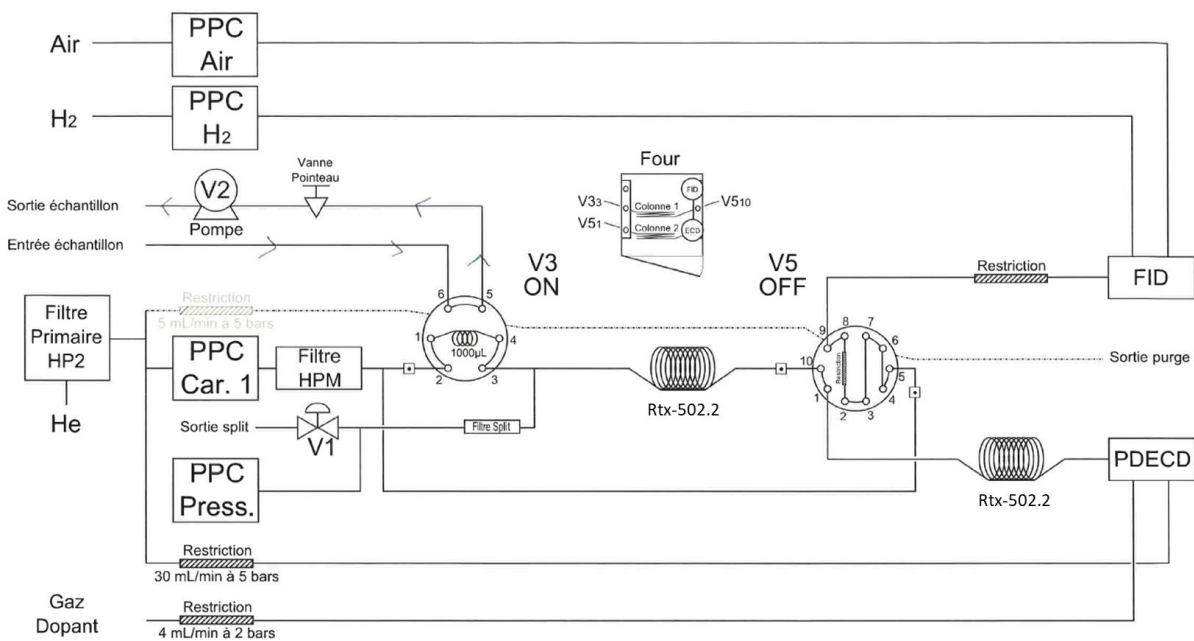 Air
PPC
Air
H2
PPC
H2
Vanne
Pointeau
V2
Pompe
Sortie échantillon
Entrée échantillon
Four
V33
V51
Colonne 1
Colonne 2
FID
ECD
V510
V3
ON
V5
OFF
Restriction
FID
Filtre
Primaire
HP2
He
Restriction
5 mL/min à 5 bars
PPC
Car. 1
Filtre
HPM
6
5
1
4
1000µL
2
3
Rtx-502.2
8
7
9
6
10
5
Restriction
1
4
2
3
Sortie purge
Sortie split
V1
Filtre Split
PPC
Press.
Rtx-502.2
PDECD
Restriction
30 mL/min à 5 bars
Gaz
Dopant
Restriction
4 mL/min à 2 bars